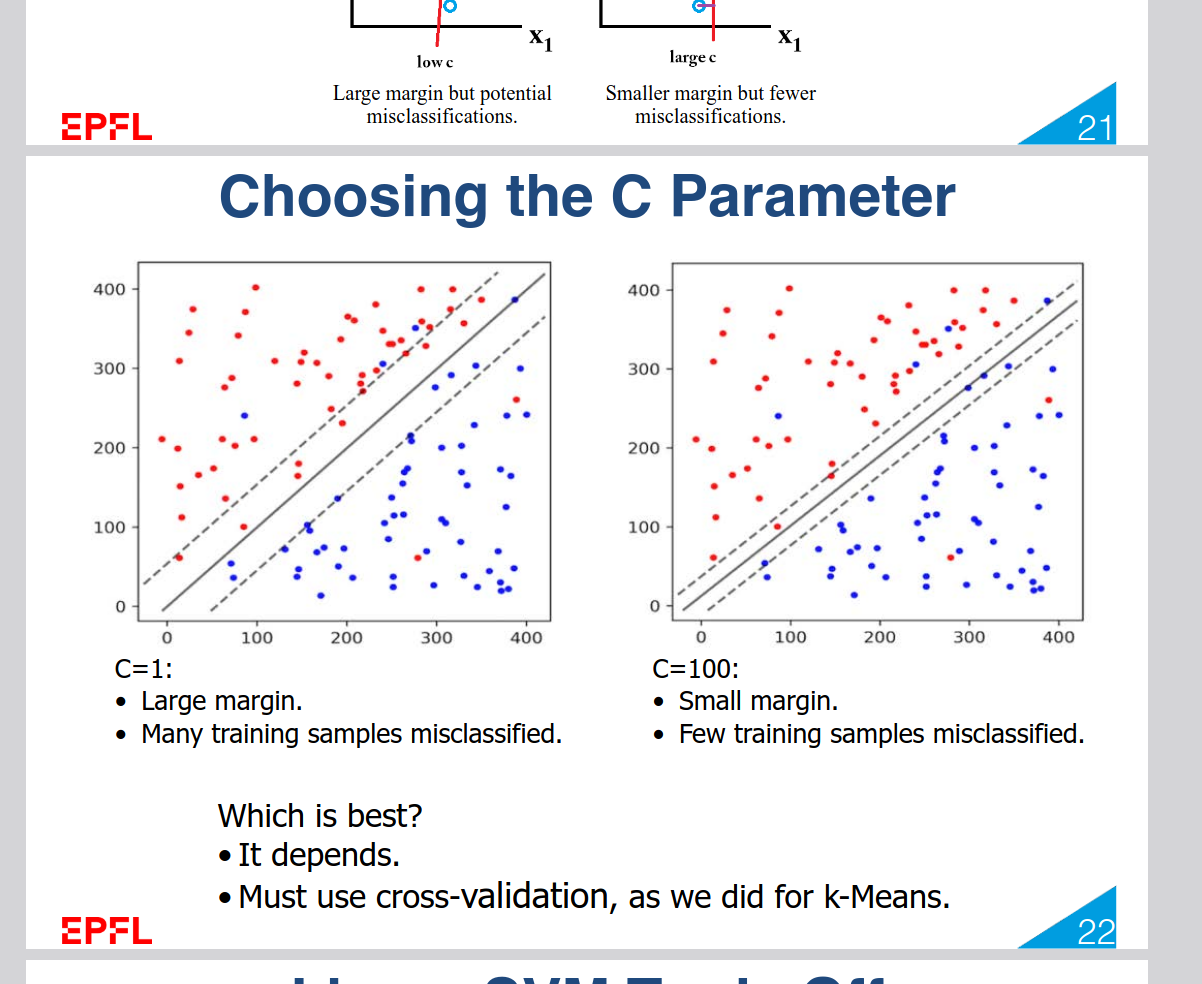 x1
x1
low c
large c
Large margin but potential
misclassifications.
Smaller margin but fewer
misclassifications.
EPFL
21
Choosing the C Parameter
400
300
200
100
0
0 100 200 300 400
400
300
200
100
0
0 100 200 300 400
C=1:
• Large margin.
• Many training samples misclassified.
C=100:
• Small margin.
• Few training samples misclassified.
Which is best?
• It depends.
• Must use cross-validation, as we did for k-Means.
EPFL
22